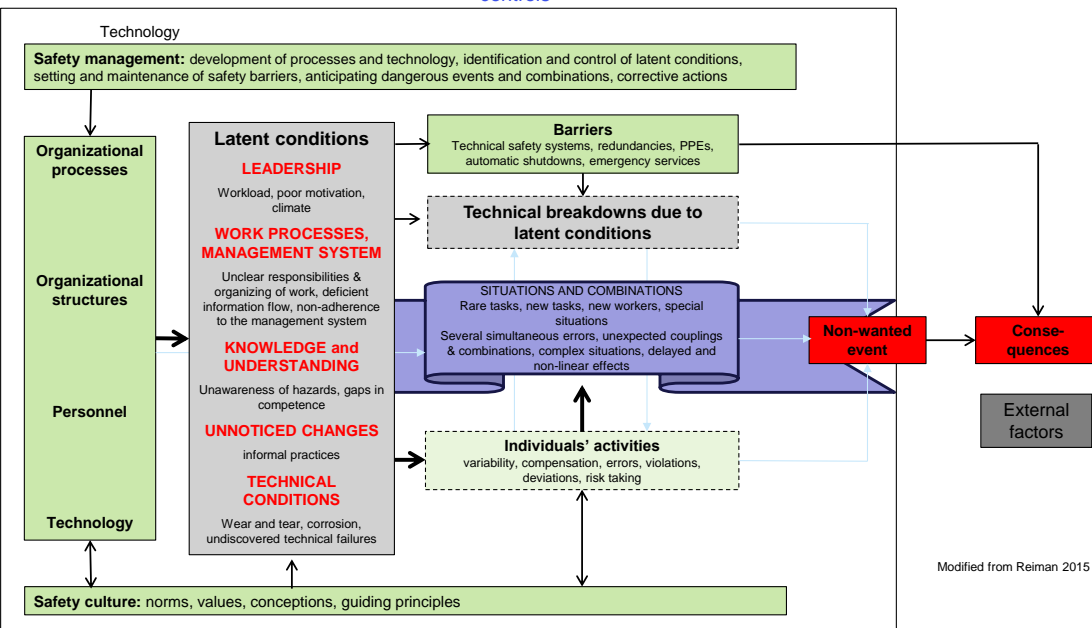 Technology
Safety management: development of processes and technology, identification and control of latent conditions,
setting and maintenance of safety barriers, anticipating dangerous events and combinations, corrective actions
Organizational
processes
Organizational
structures
Personnel
Technology
Latent conditions
LEADERSHIP
Workload, poor motivation,
climate
WORK PROCESSES,
MANAGEMENT SYSTEM
Unclear responsibilities &
organizing of work, deficient
information flow, non-adherence
to the management system
KNOWLEDGE and
UNDERSTANDING
Unawareness of hazards, gaps in
competence
UNNOTICED CHANGES
informal practices
TECHNICAL
CONDITIONS
Wear and tear, corrosion,
undiscovered technical failures
Barriers
Technical safety systems, redundancies, PPEs,
automatic shutdowns, emergency services
Technical breakdowns due to
latent conditions
SITUATIONS AND COMBINATIONS
Rare tasks, new tasks, new workers, special
situations
Several simultaneous errors, unexpected couplings
& combinations, complex situations, delayed and
non-linear effects
Individuals' activities
variability, compensation, errors, violations,
deviations, risk taking
Non-wanted
event
Conse-
quences
External
factors
Modified from Reiman 2015
Safety culture: norms, values, conceptions, guiding principles